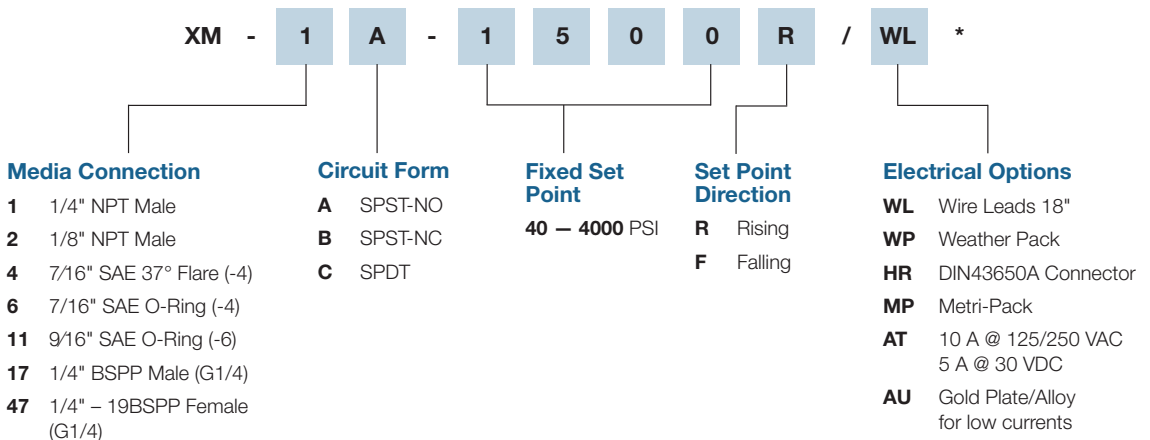 XM - 1 A - 1 5 0 0 R / WL *
Media Connection
1 1/4" NPT Male
2 1/8" NPT Male
4 7/16" SAE 37° Flare (-4)
6 7/16" SAE O-Ring (-4)
11 9/16" SAE O-Ring (-6)
17 1/4" BSPP Male (G1/4)
47 1/4" – 19BSPP Female
(G1/4)
Circuit Form
A SPST-NO
B SPST-NC
C SPDT
Fixed Set
Point
40 — 4000 PSI
Set Point
Direction
R Rising
F Falling
Electrical Options
WL Wire Leads 18"
WP Weather Pack
HR DIN43650A Connector
MP Metri-Pack
AT 10 A @ 125/250 VAC
5 A @ 30 VDC
AU Gold Plate/Alloy
for low currents